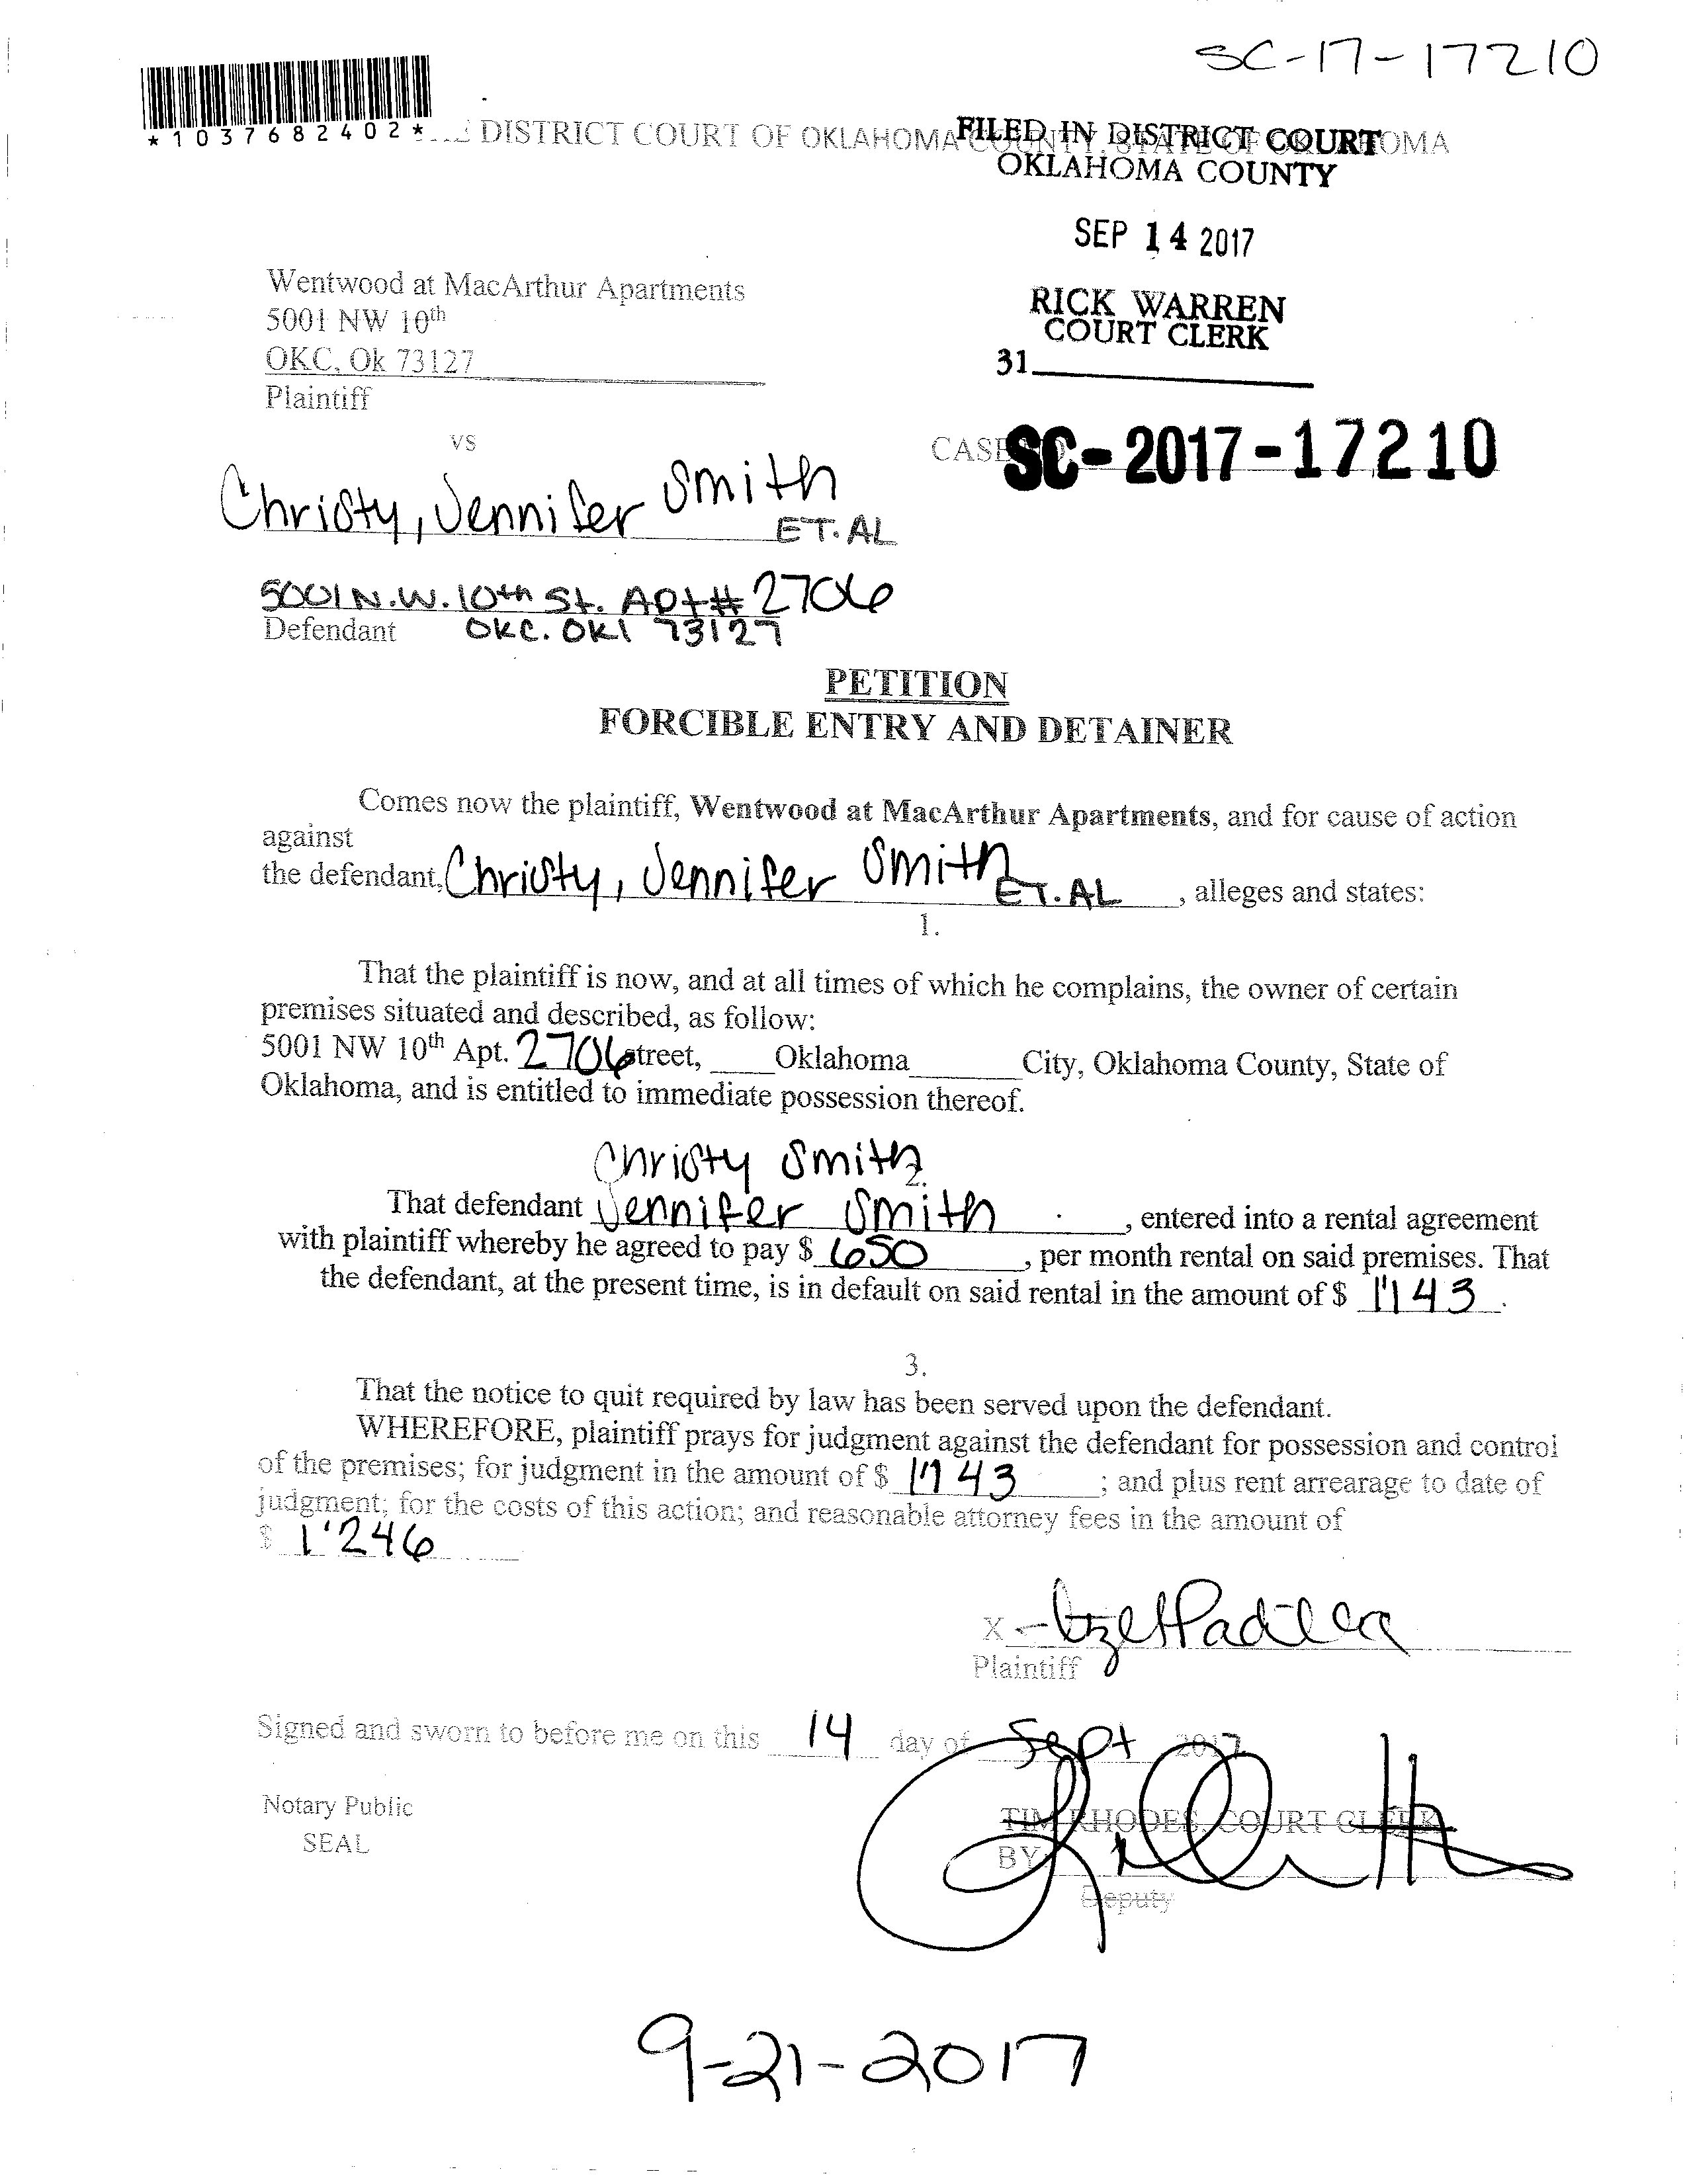 SC-17-17210
*1037682402*
DISTRICT COURT OF OKLAHOMA COUNTY, STATE OF OKLAHOMA
FILED IN DISTRICT COURT
OKLAHOMA COUNTY
SEP 14 2017
Wentwood at MacArthur Apartments
5001 NW 10th
OKC, Ok 73127
Plaintiff
RICK WARREN
COURT CLERK
31
vs
CASE SC-2017-17210
Christy, Jennifer Smith
ET.AL
5001 N.W. 10th St. Apt# 2706
Defendant OKC. OKl 73127
PETITION
FORCIBLE ENTRY AND DETAINER
Comes now the plaintiff, Wentwood at MacArthur Apartments, and for cause of action
against
the defendant, Christy, Jennifer Smith ET.AL, alleges and states:
1.
That the plaintiff is now, and at all times of which he complains, the owner of certain
premises situated and described, as follow:
5001 NW 10th Apt. 2706 street, Oklahoma City, Oklahoma County, State of
Oklahoma, and is entitled to immediate possession thereof.
Christy Smith
2.
That defendant Jennifer Smith, entered into a rental agreement
with plaintiff whereby he agreed to pay $ 650, per month rental on said premises. That
the defendant, at the present time, is in default on said rental in the amount of $ 1'143.
3.
That the notice to quit required by law has been served upon the defendant.
WHEREFORE, plaintiff prays for judgment against the defendant for possession and control
of the premises; for judgment in the amount of $ 1'143; and plus rent arrearage to date of
judgment; for the costs of this action; and reasonable attorney fees in the amount of
$ 1'246
X Itzel Padilla
Plaintiff
Signed and sworn to before me on this 14 day of Sept 2017
Notary Public
SEAL
TIM RHODES, COURT CLERK
BY
Deputy
9-21-2017